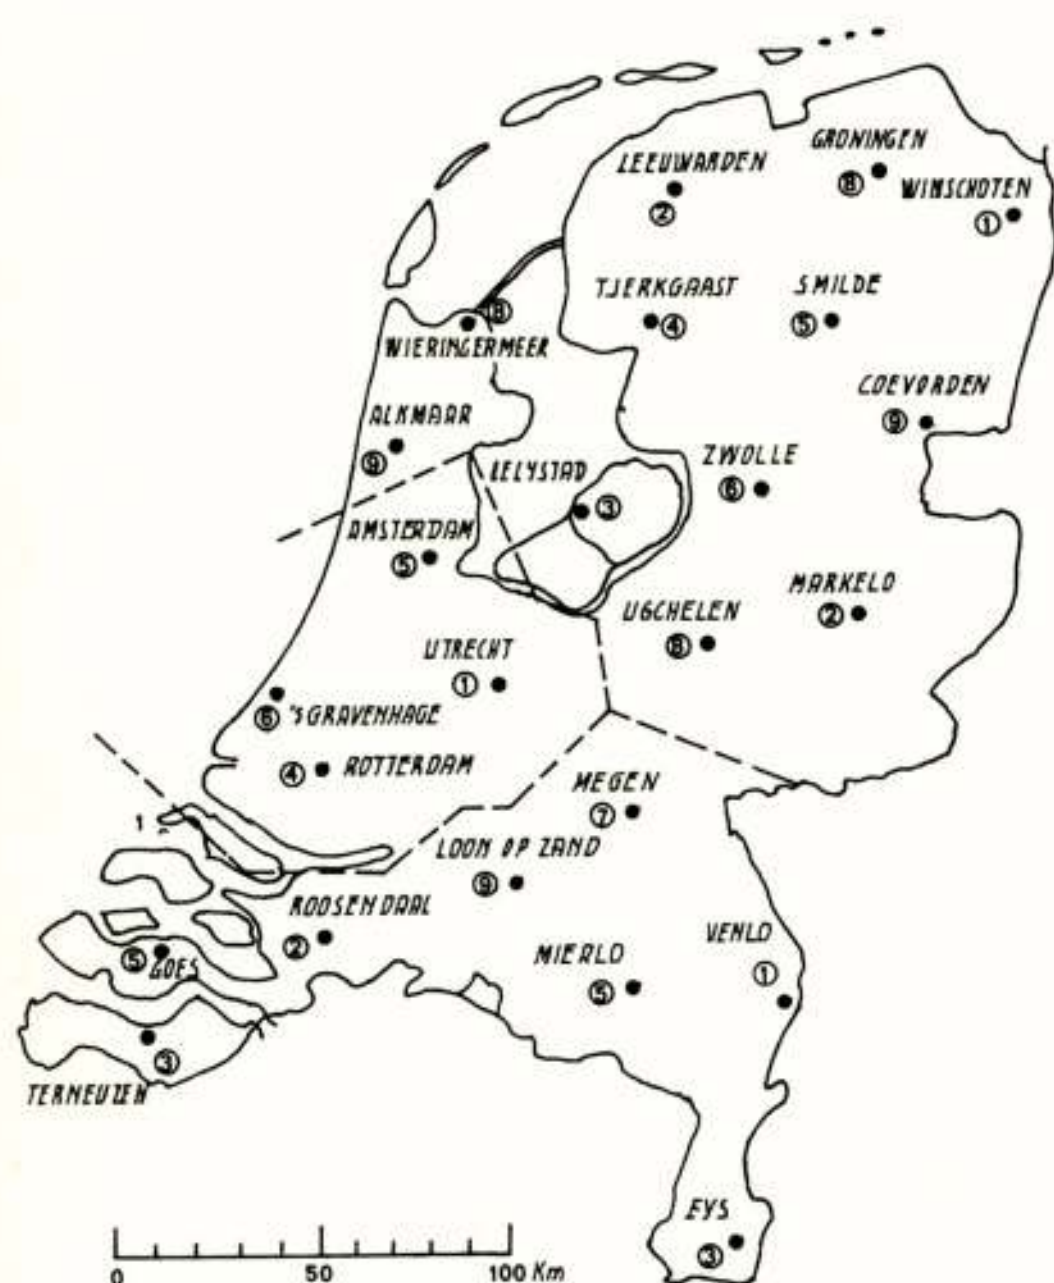 GRONINGEN
LEEUWARDEN
⑧
WINSCHOTEN
②
①
TJERKGAAST
SMILDE
④
⑤
⑧
WIERINGERMEER
COEVORDEN
⑨
ALKMAAR
⑨
ZWOLLE
LELYSTAD
⑥
③
AMSTERDAM
⑤
MARKELO
UGCHELEN
②
⑧
UTRECHT
①
⑥ 'S GRAVENHAGE
④ ROTTERDAM
MEGEN
⑦
1
LOON OP ZAND
⑨
ROOSENDAAL
②
VENLO
MIERLO
⑤ GOES
①
⑤
③
TERNEUZEN
EYS
③
0 50 100 Km